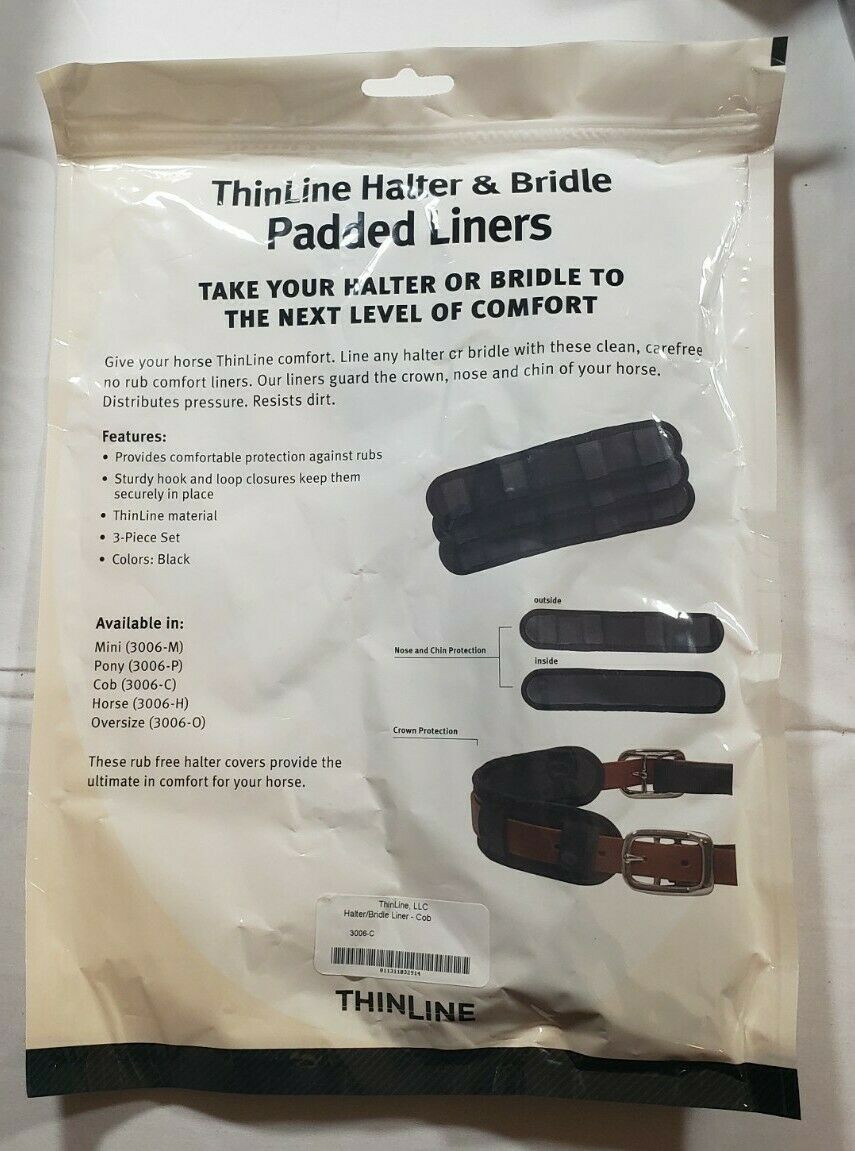 ThinLine Halter & Bridle
Padded Liners
TAKE YOUR HALTER OR BRIDLE TO
THE NEXT LEVEL OF COMFORT
Give your horse ThinLine comfort. Line any halter or bridle with these clean, carefree
no rub comfort liners. Our liners guard the crown, nose and chin of your horse.
Distributes pressure. Resists dirt.
Features:
• Provides comfortable protection against rubs
• Sturdy hook and loop closures keep them
securely in place
• ThinLine material
• 3-Piece Set
• Colors: Black
Available in:
Mini (3006-M)
Pony (3006-P)
Cob (3006-C)
Horse (3006-H)
Oversize (3006-O)
These rub free halter covers provide the
ultimate in comfort for your horse.
outside
Nose and Chin Protection
inside
Crown Protection
ThinLine, LLC
Halter/Bridle Liner - Cob
3006-C
THINLINE